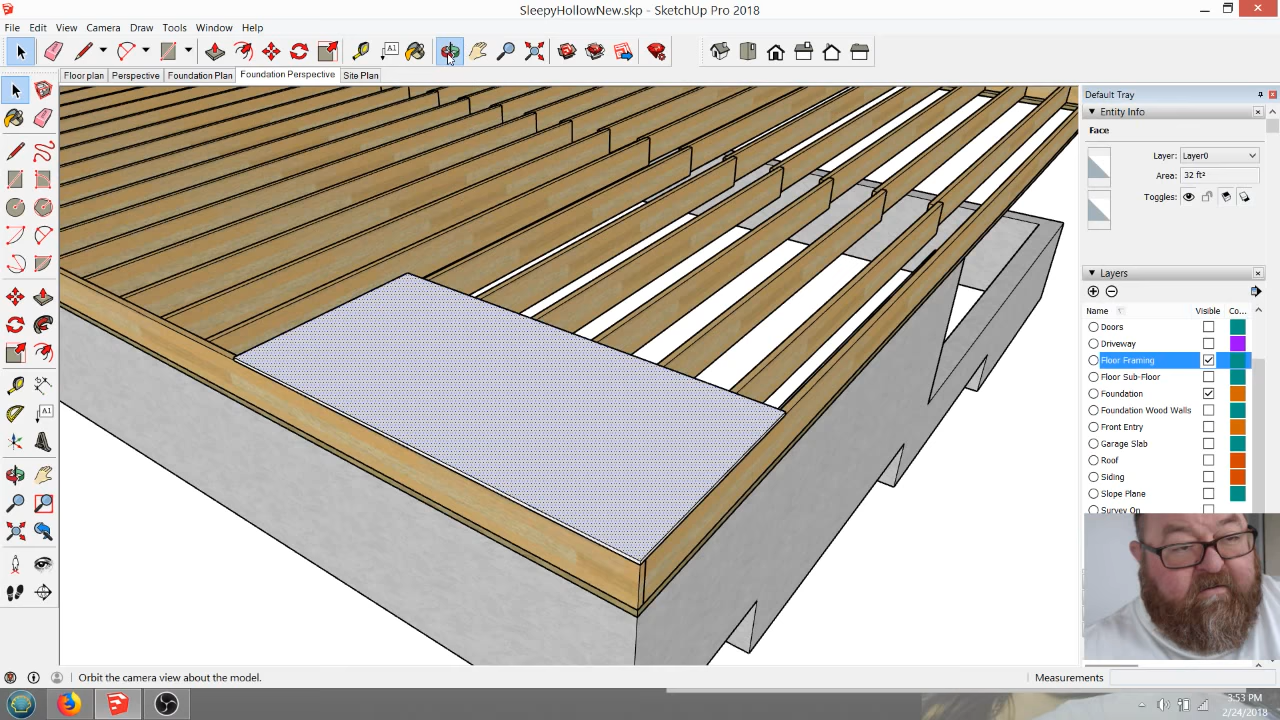 SleepyHollowNew.skp - SketchUp Pro 2018
File Edit View Camera Draw Tools Window Help
Floor plan Perspective Foundation Plan Foundation Perspective Site Plan
Default Tray
Entity Info
Face
Layer: Layer0
Area: 32 ft²
Toggles:
Layers
Name Visible Co...
Doors
Driveway
Floor Framing
Floor Sub-Floor
Foundation
Foundation Wood Walls
Front Entry
Garage Slab
Roof
Siding
Slope Plane
Survey On
Orbit the camera view about the model.
Measurements
3:53 PM
2/24/2018